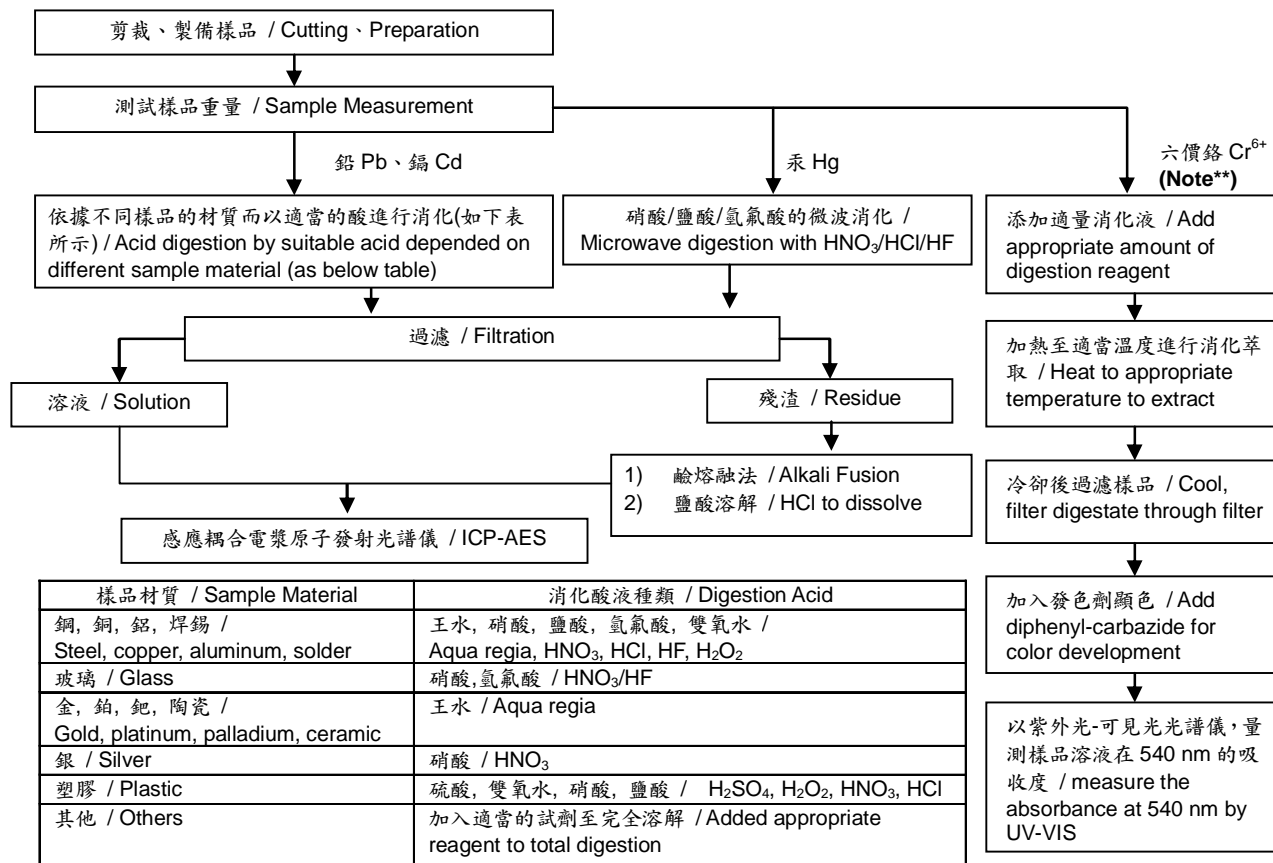 剪裁、製備樣品 / Cutting、Preparation
測試樣品重量 / Sample Measurement
鉛 Pb、鎘 Cd
汞 Hg
六價鉻 Cr⁶⁺
(Note**)
依據不同樣品的材質而以適當的酸進行消化(如下表
所示) / Acid digestion by suitable acid depended on
different sample material (as below table)
硝酸/鹽酸/氫氟酸的微波消化 /
Microwave digestion with HNO₃/HCl/HF
添加適量消化液 / Add
appropriate amount of
digestion reagent
過濾 / Filtration
加熱至適當溫度進行消化萃
取 / Heat to appropriate
temperature to extract
溶液 / Solution
殘渣 / Residue
1) 鹼熔融法 / Alkali Fusion
2) 鹽酸溶解 / HCl to dissolve
冷卻後過濾樣品 / Cool,
filter digestate through filter
感應耦合電漿原子發射光譜儀 / ICP-AES
加入發色劑顯色 / Add
diphenyl-carbazide for
color development
以紫外光-可見光光譜儀，量
測樣品溶液在 540 nm 的吸
收度 / measure the
absorbance at 540 nm by
UV-VIS
樣品材質 / Sample Material 消化酸液種類 / Digestion Acid
鋼, 銅, 鋁, 焊錫 / 王水, 硝酸, 鹽酸, 氫氟酸, 雙氧水 /
Steel, copper, aluminum, solder Aqua regia, HNO₃, HCl, HF, H₂O₂
玻璃 / Glass 硝酸,氫氟酸 / HNO₃/HF
金, 鉑, 鈀, 陶瓷 / 王水 / Aqua regia
Gold, platinum, palladium, ceramic
銀 / Silver 硝酸 / HNO₃
塑膠 / Plastic 硫酸, 雙氧水, 硝酸, 鹽酸 / H₂SO₄, H₂O₂, HNO₃, HCl
其他 / Others 加入適當的試劑至完全溶解 / Added appropriate
reagent to total digestion